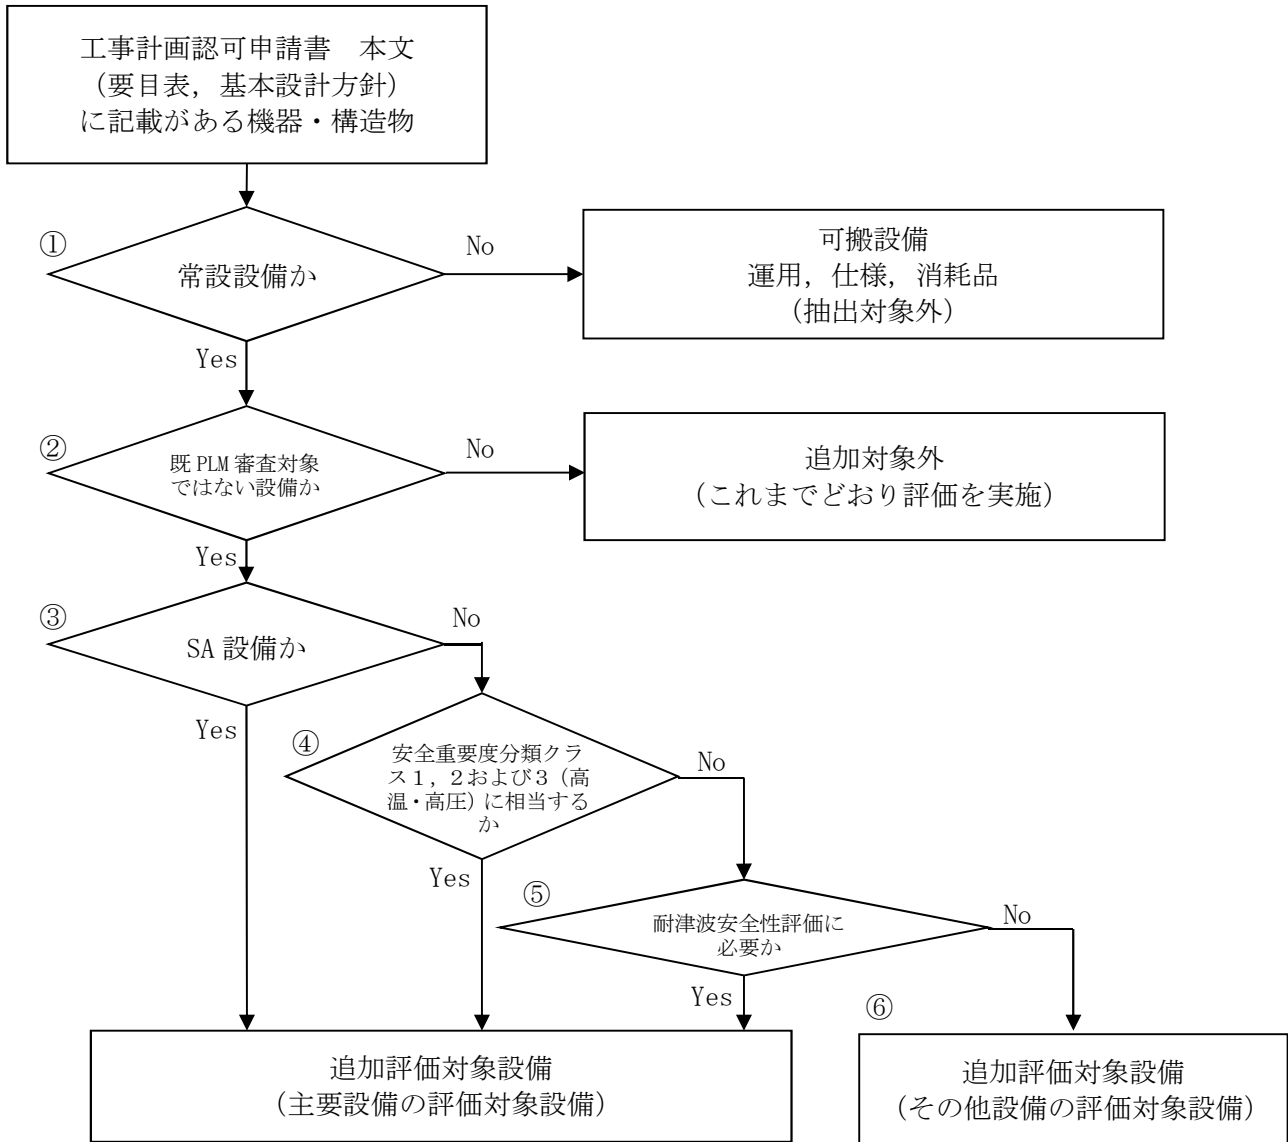 工事計画認可申請書　本文
（要目表，基本設計方針）
に記載がある機器・構造物
①
常設設備か
No
可搬設備
運用，仕様，消耗品
（抽出対象外）
Yes
②
既 PLM 審査対象
ではない設備か
No
追加対象外
（これまでどおり評価を実施）
Yes
③
SA 設備か
No
Yes
④
安全重要度分類クラ
ス１，２および３（高
温・高圧）に相当する
か
No
Yes
⑤
耐津波安全性評価に
必要か
No
Yes
⑥
追加評価対象設備
（主要設備の評価対象設備）
追加評価対象設備
（その他設備の評価対象設備）